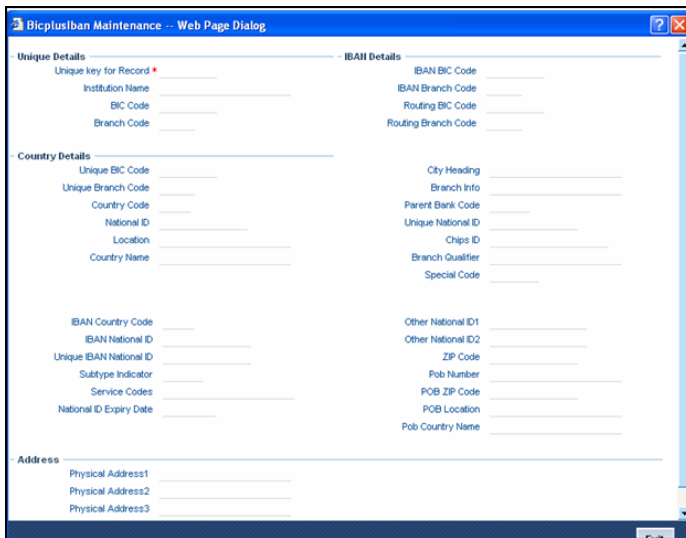 BicplusIban Maintenance -- Web Page Dialog
Unique Details
Unique key for Record *
Institution Name
BIC Code
Branch Code
IBAN Details
IBAN BIC Code
IBAN Branch Code
Routing BIC Code
Routing Branch Code
Country Details
Unique BIC Code
Unique Branch Code
Country Code
National ID
Location
Country Name
City Heading
Branch Info
Parent Bank Code
Unique National ID
Chips ID
Branch Qualifier
Special Code
IBAN Country Code
IBAN National ID
Unique IBAN National ID
Subtype Indicator
Service Codes
National ID Expiry Date
Other National ID1
Other National ID2
ZIP Code
Pob Number
POB ZIP Code
POB Location
Pob Country Name
Address
Physical Address1
Physical Address2
Physical Address3
Exit